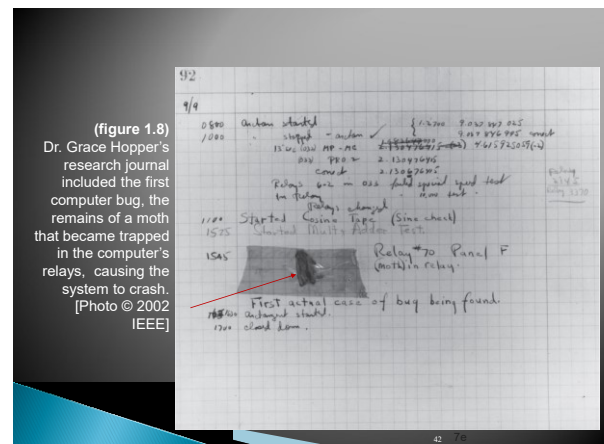 (figure 1.8)
Dr. Grace Hopper's
research journal
included the first
computer bug, the
remains of a moth
that became trapped
in the computer's
relays, causing the
system to crash.
[Photo © 2002
IEEE]
92
9/9
0800 antan started
1000 " stopped - antan ✓
13"uc (032) MP - MC
033 PRO 2 2.130476415
2.130676415
Relays 6-2 in 033 failed special speed test
Relays changed
1100 Started Cosine Tape (Sine check)
1525 Started Multi Adder Test.
1545 Relay #70 Panel F
(moth) in relay.
First actual case of bug being found.
antangent started.
1700 closed down.
42 7e